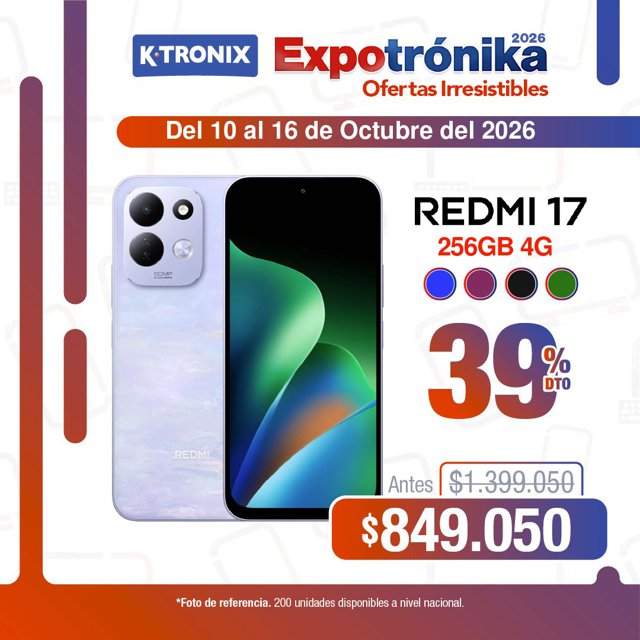 K-TRONIX
Expotrónika 2026
Ofertas Irresistibles
Del 10 al 16 de Octubre del 2026
REDMI 17
256GB 4G
50MP
REDMI
39% DTO
Antes $1.399.050
$849.050
*Foto de referencia. 200 unidades disponibles a nivel nacional.